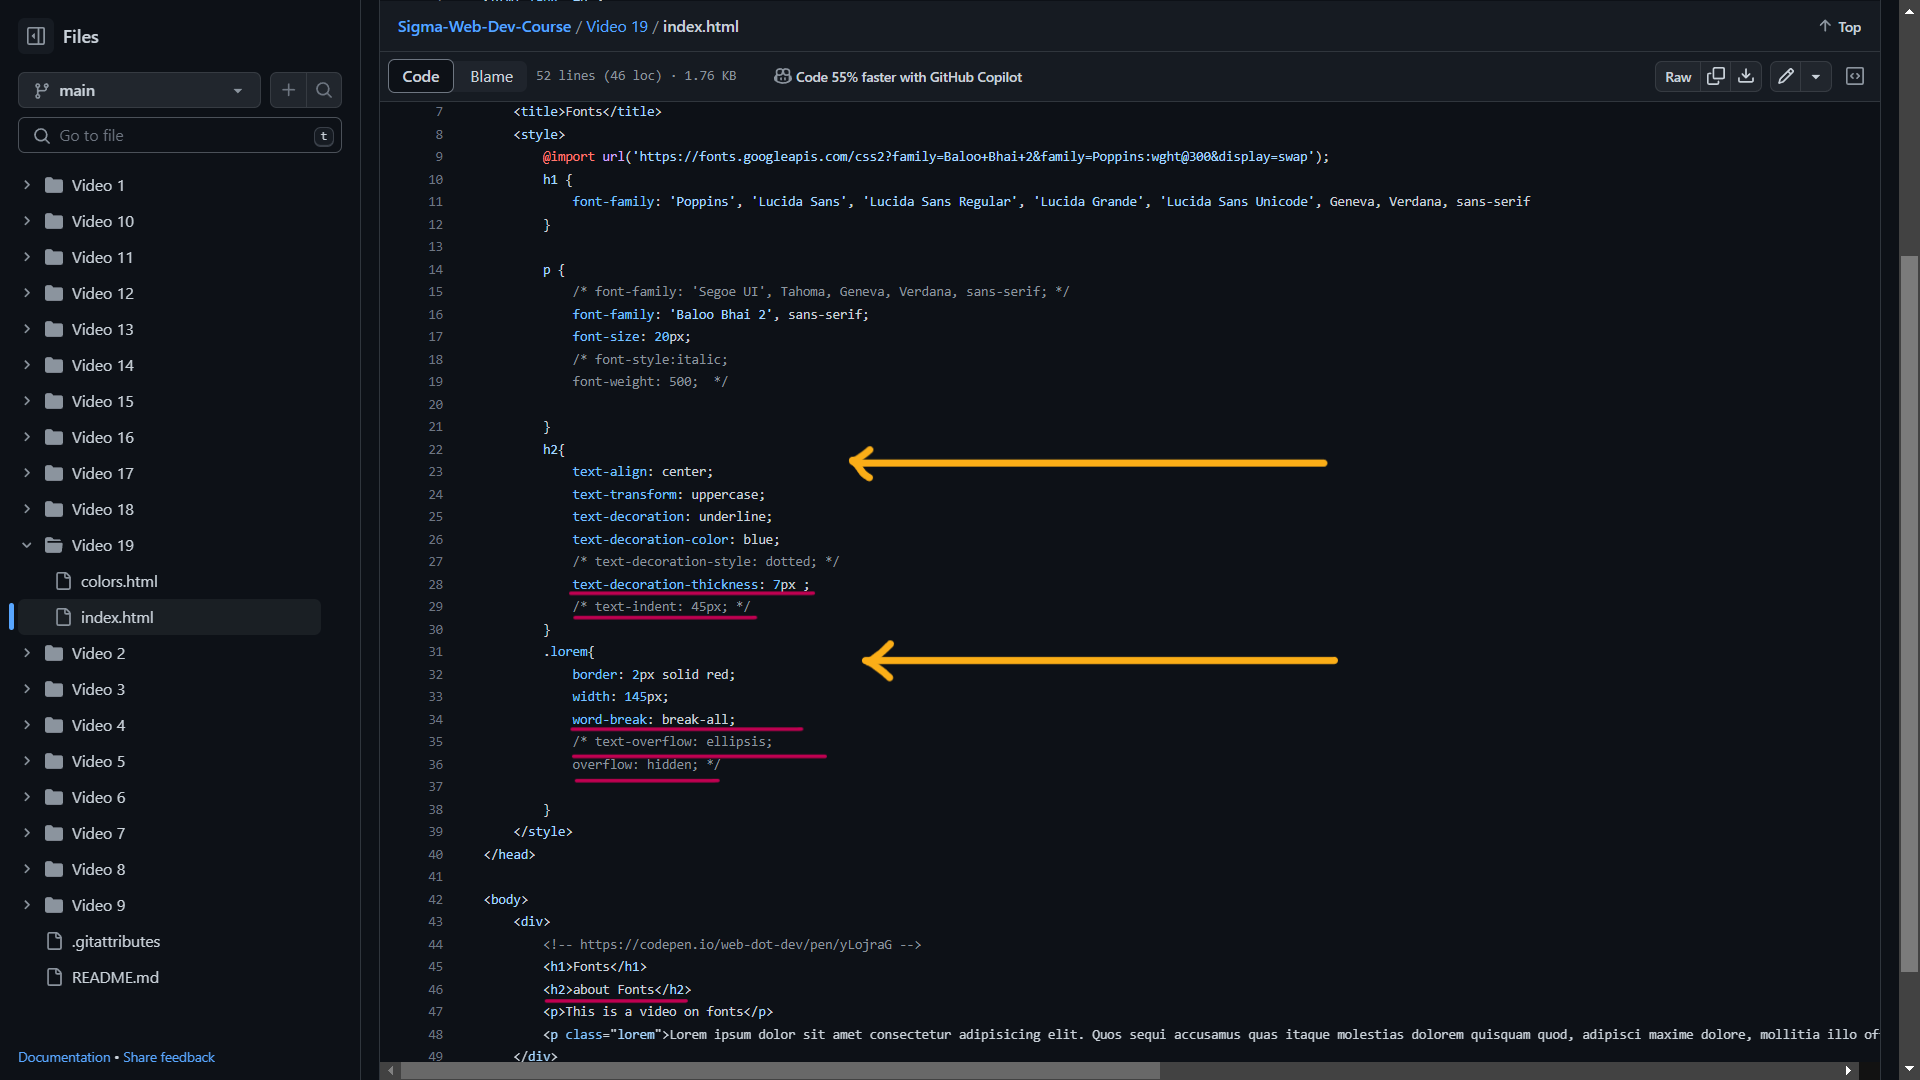 Files
main
Go to file
t
Video 1
Video 10
Video 11
Video 12
Video 13
Video 14
Video 15
Video 16
Video 17
Video 18
Video 19
colors.html
index.html
Video 2
Video 3
Video 4
Video 5
Video 6
Video 7
Video 8
Video 9
.gitattributes
README.md
Documentation • Share feedback
Sigma-Web-Dev-Course / Video 19 / index.html
Top
Code Blame 52 lines (46 loc) · 1.76 KB Code 55% faster with GitHub Copilot Raw
7 <title>Fonts</title>
8 <style>
9 @import url('https://fonts.googleapis.com/css2?family=Baloo+Bhai+2&family=Poppins:wght@300&display=swap');
10 h1 {
11 font-family: 'Poppins', 'Lucida Sans', 'Lucida Sans Regular', 'Lucida Grande', 'Lucida Sans Unicode', Geneva, Verdana, sans-serif
12 }
13
14 p {
15 /* font-family: 'Segoe UI', Tahoma, Geneva, Verdana, sans-serif; */
16 font-family: 'Baloo Bhai 2', sans-serif;
17 font-size: 20px;
18 /* font-style:italic;
19 font-weight: 500;  */
20
21 }
22 h2{
23 text-align: center;
24 text-transform: uppercase;
25 text-decoration: underline;
26 text-decoration-color: blue;
27 /* text-decoration-style: dotted; */
28 text-decoration-thickness: 7px ;
29 /* text-indent: 45px; */
30 }
31 .lorem{
32 border: 2px solid red;
33 width: 145px;
34 word-break: break-all;
35 /* text-overflow: ellipsis;
36 overflow: hidden; */
37
38 }
39 </style>
40 </head>
41
42 <body>
43 <div>
44 <!-- https://codepen.io/web-dot-dev/pen/yLojraG -->
45 <h1>Fonts</h1>
46 <h2>about Fonts</h2>
47 <p>This is a video on fonts</p>
48 <p class="lorem">Lorem ipsum dolor sit amet consectetur adipisicing elit. Quos sequi accusamus quas itaque molestias dolorem quisquam quod, adipisci maxime dolore, mollitia illo of
49 </div>